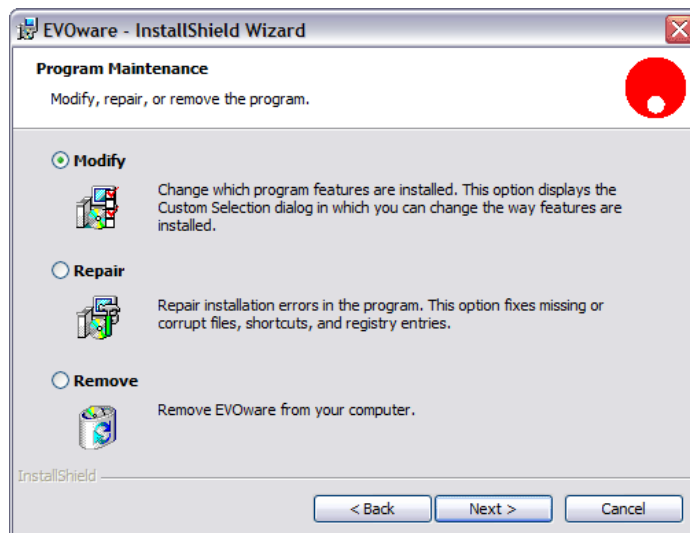 EVOware - InstallShield Wizard
Program Maintenance
Modify, repair, or remove the program.
Modify
Change which program features are installed. This option displays the
Custom Selection dialog in which you can change the way features are
installed.
Repair
Repair installation errors in the program. This option fixes missing or
corrupt files, shortcuts, and registry entries.
Remove
Remove EVOware from your computer.
InstallShield
< Back Next > Cancel